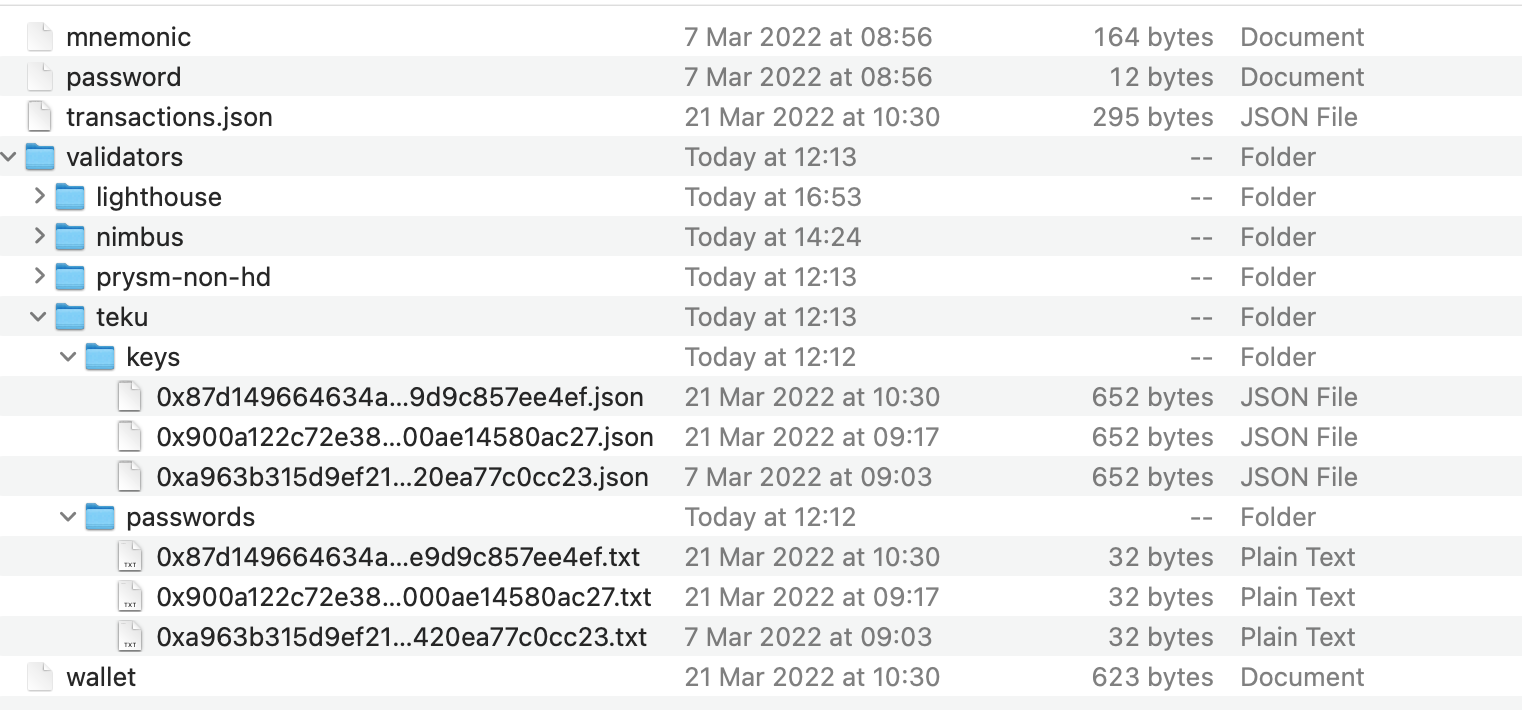 mnemonic 7 Mar 2022 at 08:56 164 bytes Document
password 7 Mar 2022 at 08:56 12 bytes Document
transactions.json 21 Mar 2022 at 10:30 295 bytes JSON File
validators Today at 12:13 -- Folder
lighthouse Today at 16:53 -- Folder
nimbus Today at 14:24 -- Folder
prysm-non-hd Today at 12:13 -- Folder
teku Today at 12:13 -- Folder
keys Today at 12:12 -- Folder
0x87d149664634a...9d9c857ee4ef.json 21 Mar 2022 at 10:30 652 bytes JSON File
0x900a122c72e38...00ae14580ac27.json 21 Mar 2022 at 09:17 652 bytes JSON File
0xa963b315d9ef21...20ea77c0cc23.json 7 Mar 2022 at 09:03 652 bytes JSON File
passwords Today at 12:12 -- Folder
TXT 0x87d149664634a...e9d9c857ee4ef.txt 21 Mar 2022 at 10:30 32 bytes Plain Text
TXT 0x900a122c72e38...000ae14580ac27.txt 21 Mar 2022 at 09:17 32 bytes Plain Text
TXT 0xa963b315d9ef21...420ea77c0cc23.txt 7 Mar 2022 at 09:03 32 bytes Plain Text
wallet 21 Mar 2022 at 10:30 623 bytes Document